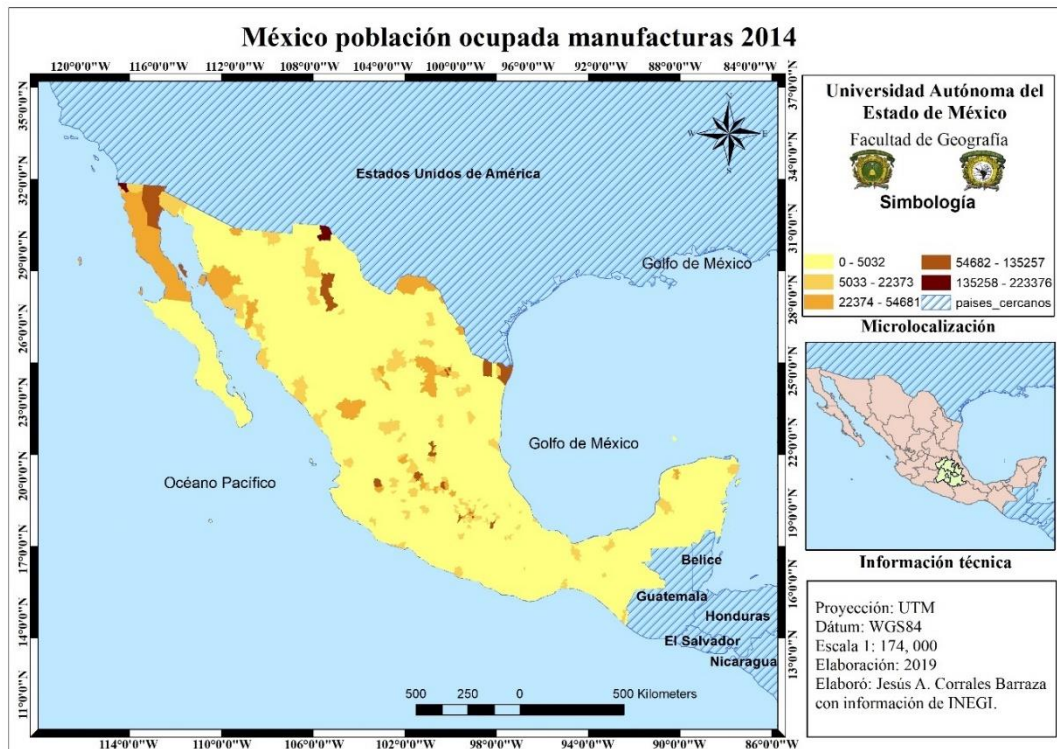 México población ocupada manufacturas 2014
120°0'0"W 116°0'0"W 108°0'0"W 104°0'0"W 100°0'0"W 96°0'0"W 88°0'0"W 84°0'0"W
35°0'0"N
32°0'0"N
29°0'0"N
28°0'0"N
26°0'0"N
23°0'0"N
20°0'0"N
17°0'0"N
14°0'0"N
11°0'0"N
37°0'0"N
34°0'0"N
31°0'0"N
28°0'0"N
25°0'0"N
22°0'0"N
19°0'0"N
16°0'0"N
13°0'0"N
N
W E
S
Estados Unidos de América
Golfo de México
Golfo de México
Océano Pacífico
Belice
Guatemala
Honduras
El Salvador
Nicaragua
500 250 0 500 Kilometers
114°0'0"W 110°0'0"W 106°0'0"W 102°0'0"W 98°0'0"W 94°0'0"W 90°0'0"W 86°0'0"W
Universidad Autónoma del
Estado de México
Facultad de Geografía
Simbología
0 - 5032
5033 - 22373
22374 - 54681
54682 - 135257
135258 - 223376
paises_cercanos
Microlocalización
Información técnica
Proyección: UTM
Dátum: WGS84
Escala 1: 174, 000
Elaboración: 2019
Elaboró: Jesús A. Corrales Barraza
con información de INEGI.